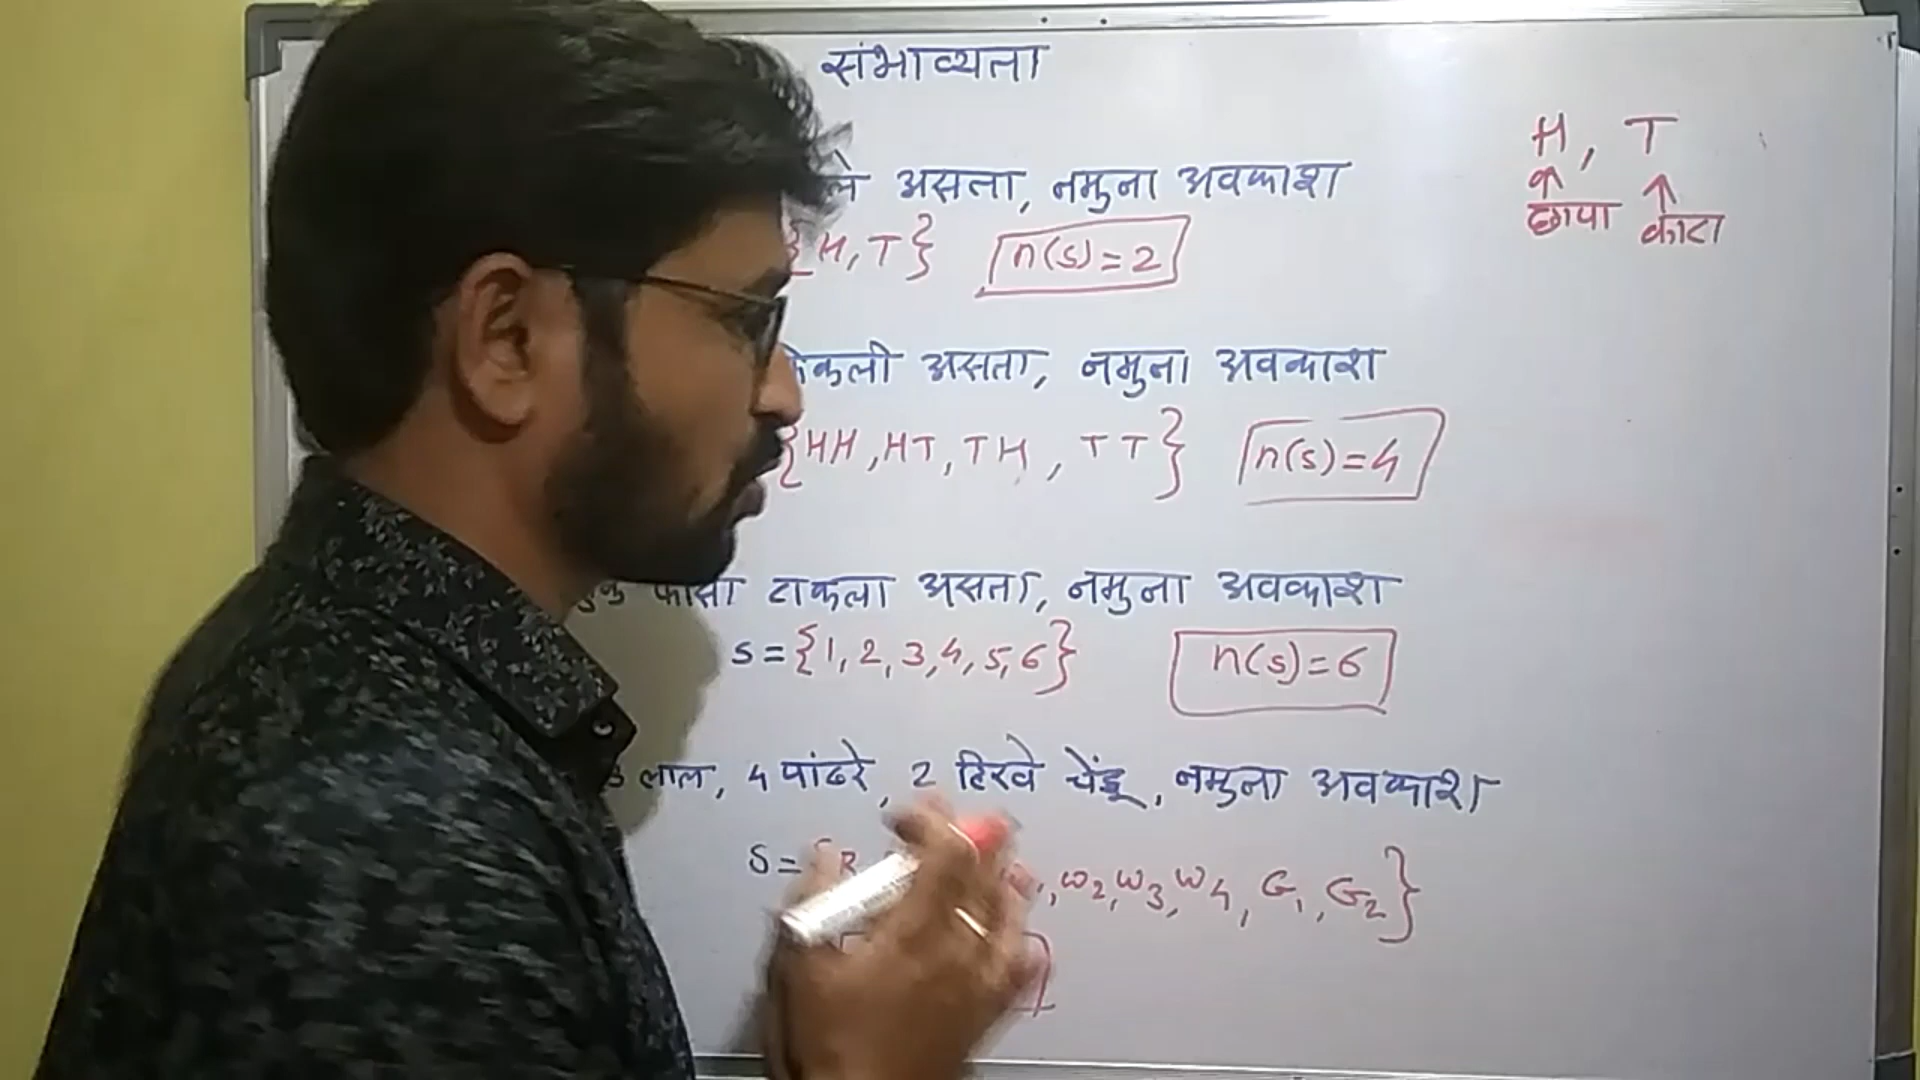 संभाव्यता
H, T
छापा काटा
असता, नमुना अवकाश
H, T} n(s)=2
असता, नमुना अवकाश
{HH, HT, TH, TT} n(s)=4
फासा टाकला असता, नमुना अवकाश
S={1, 2, 3, 4, 5, 6} n(s)=6
3 लाल, 4 पांढरे, 2 हिरवे चेंडू, नमुना अवकाश
S={R W2, W3, W4, G1, G2}